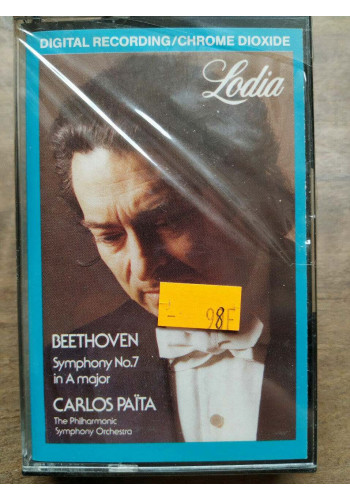 DIGITAL RECORDING/CHROME DIOXIDE
Lodia
98F
BEETHOVEN
Symphony No.7
in A major
CARLOS PAÏTA
The Philharmonic
Symphony Orchestra